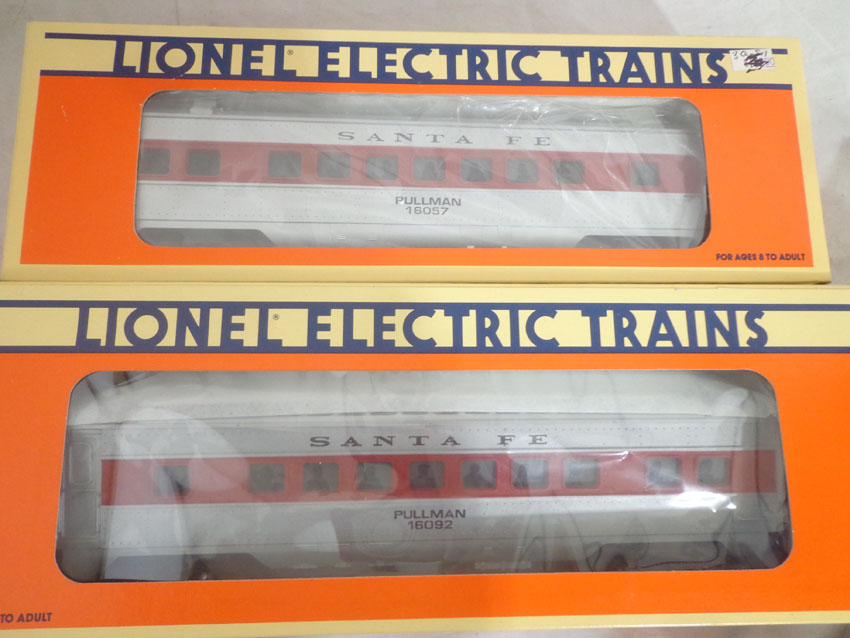 LIONEL® ELECTRIC TRAINS
SANTA FE
PULLMAN
16057
FOR AGES 8 TO ADULT
LIONEL® ELECTRIC TRAINS
SANTA FE
PULLMAN
16092
TO ADULT